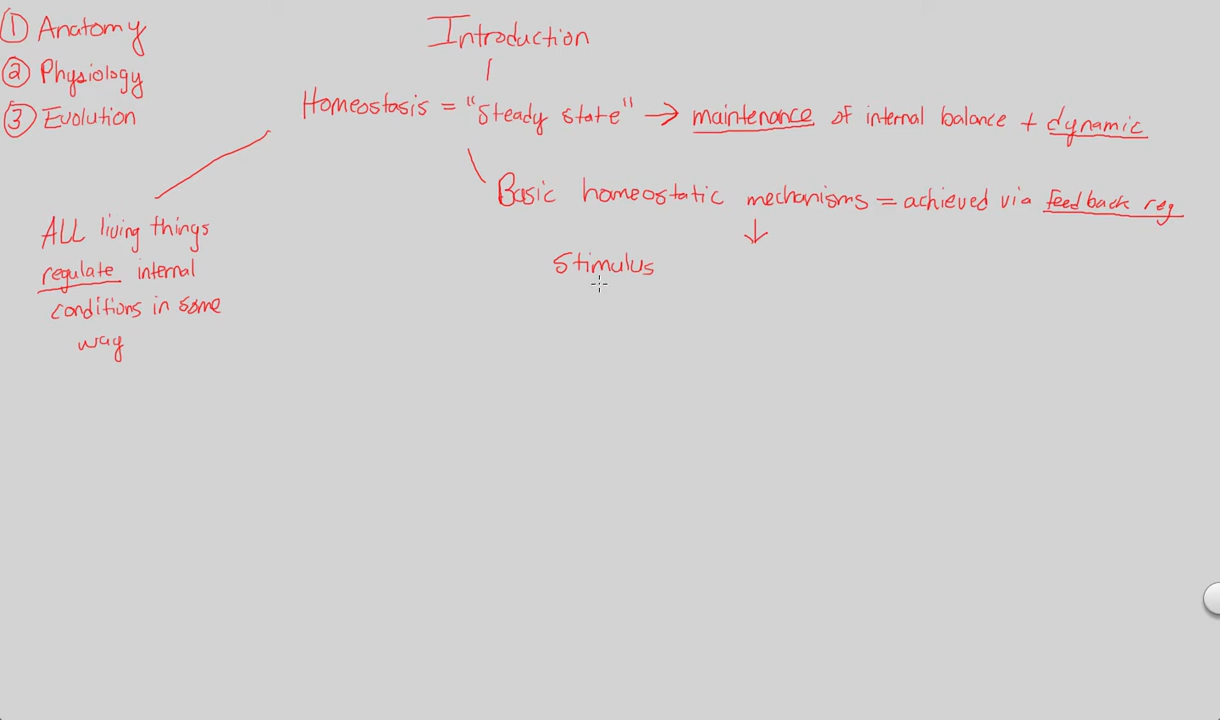 ① Anatomy
② Physiology
③ Evolution
Introduction
Homeostasis = "Steady state" → maintenance of internal balance + dynamic
Basic homeostatic mechanisms = achieved via feedback reg
↓
Stimulus
ALL living things
regulate internal
conditions in some
way